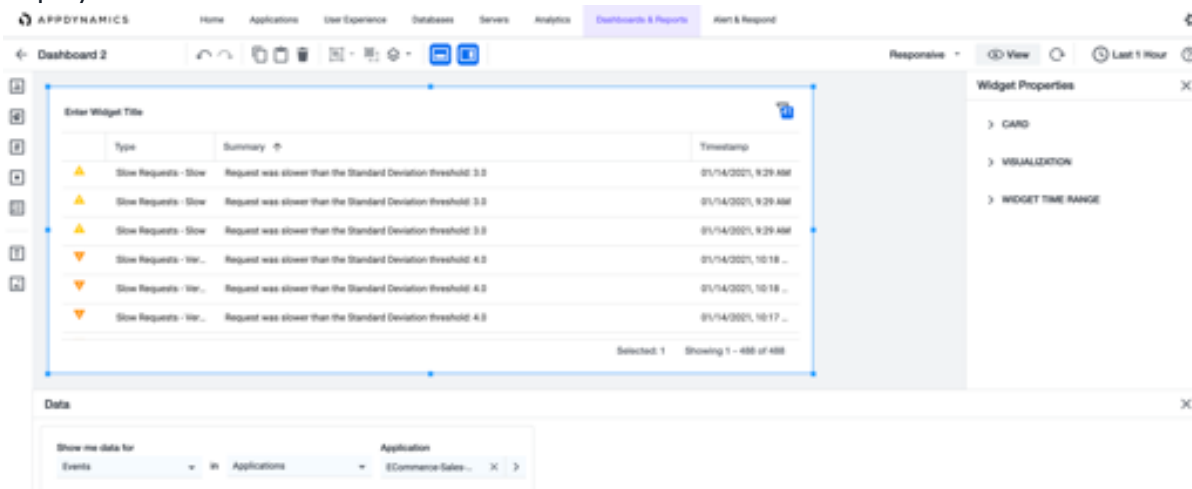 APPDYNAMICS Home Applications User Experience Databases Servers Analytics Dashboards & Reports Alert & Respond
Dashboard 2 Responsive View Last 1 Hour
Widget Properties
Enter Widget Title
CARD
Type Summary Timestamp
VISUALIZATION
Slow Requests - Slow Request was slower than the Standard Deviation threshold: 3.0 01/14/2021, 9:29 AM
Slow Requests - Slow Request was slower than the Standard Deviation threshold: 3.0 01/14/2021, 9:29 AM
WIDGET TIME RANGE
Slow Requests - Slow Request was slower than the Standard Deviation threshold: 3.0 01/14/2021, 9:29 AM
Slow Requests - Ver... Request was slower than the Standard Deviation threshold: 4.0 01/14/2021, 10:18 ...
Slow Requests - Ver... Request was slower than the Standard Deviation threshold: 4.0 01/14/2021, 10:18 ...
Slow Requests - Ver... Request was slower than the Standard Deviation threshold: 4.0 01/14/2021, 10:17 ...
Selected: 1 Showing 1 - 488 of 488
Data
Show me data for Application
Events in Applications ECommerce-Sales-...